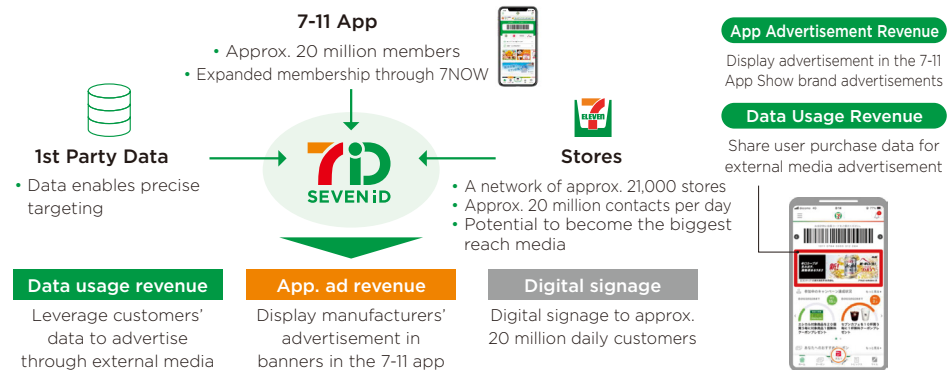 7-11 App
• Approx. 20 million members
• Expanded membership through 7NOW
1st Party Data
• Data enables precise
targeting
7iD
SEVEN iD
ELEVEN
Stores
• A network of approx. 21,000 stores
• Approx. 20 million contacts per day
• Potential to become the biggest
reach media
Data usage revenue
Leverage customers'
data to advertise
through external media
App. ad revenue
Display manufacturers'
advertisement in
banners in the 7-11 app
Digital signage
Digital signage to approx.
20 million daily customers
App Advertisement Revenue
Display advertisement in the 7-11
App Show brand advertisements
Data Usage Revenue
Share user purchase data for
external media advertisement